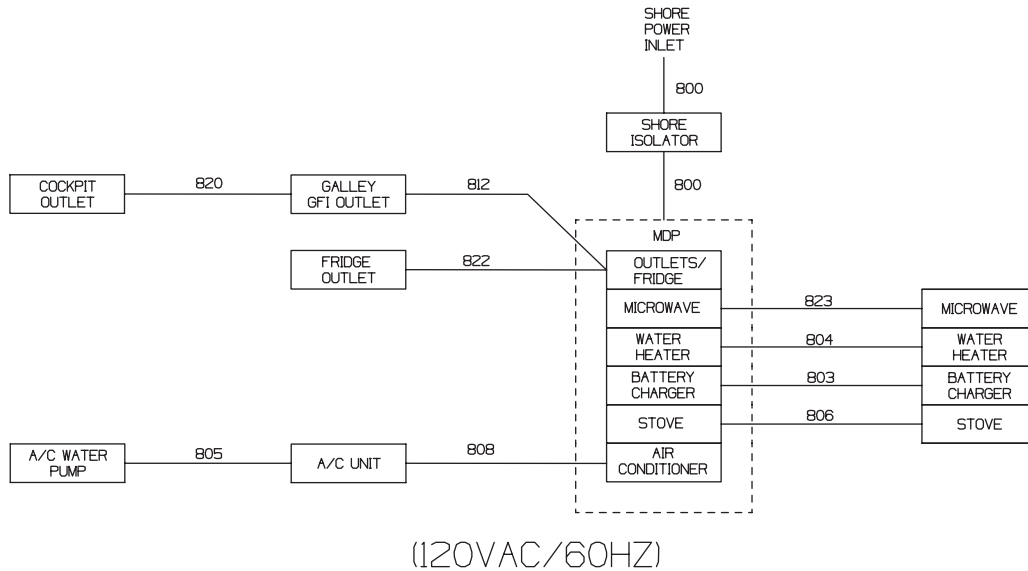 SHORE
POWER
INLET
800
SHORE
ISOLATOR
800
COCKPIT
OUTLET
820
GALLEY
GFI OUTLET
812
MDP
FRIDGE
OUTLET
822
OUTLETS/
FRIDGE
MICROWAVE
823
MICROWAVE
WATER
HEATER
804
WATER
HEATER
BATTERY
CHARGER
803
BATTERY
CHARGER
STOVE
806
STOVE
A/C WATER
PUMP
805
A/C UNIT
808
AIR
CONDITIONER
(120VAC/60HZ)